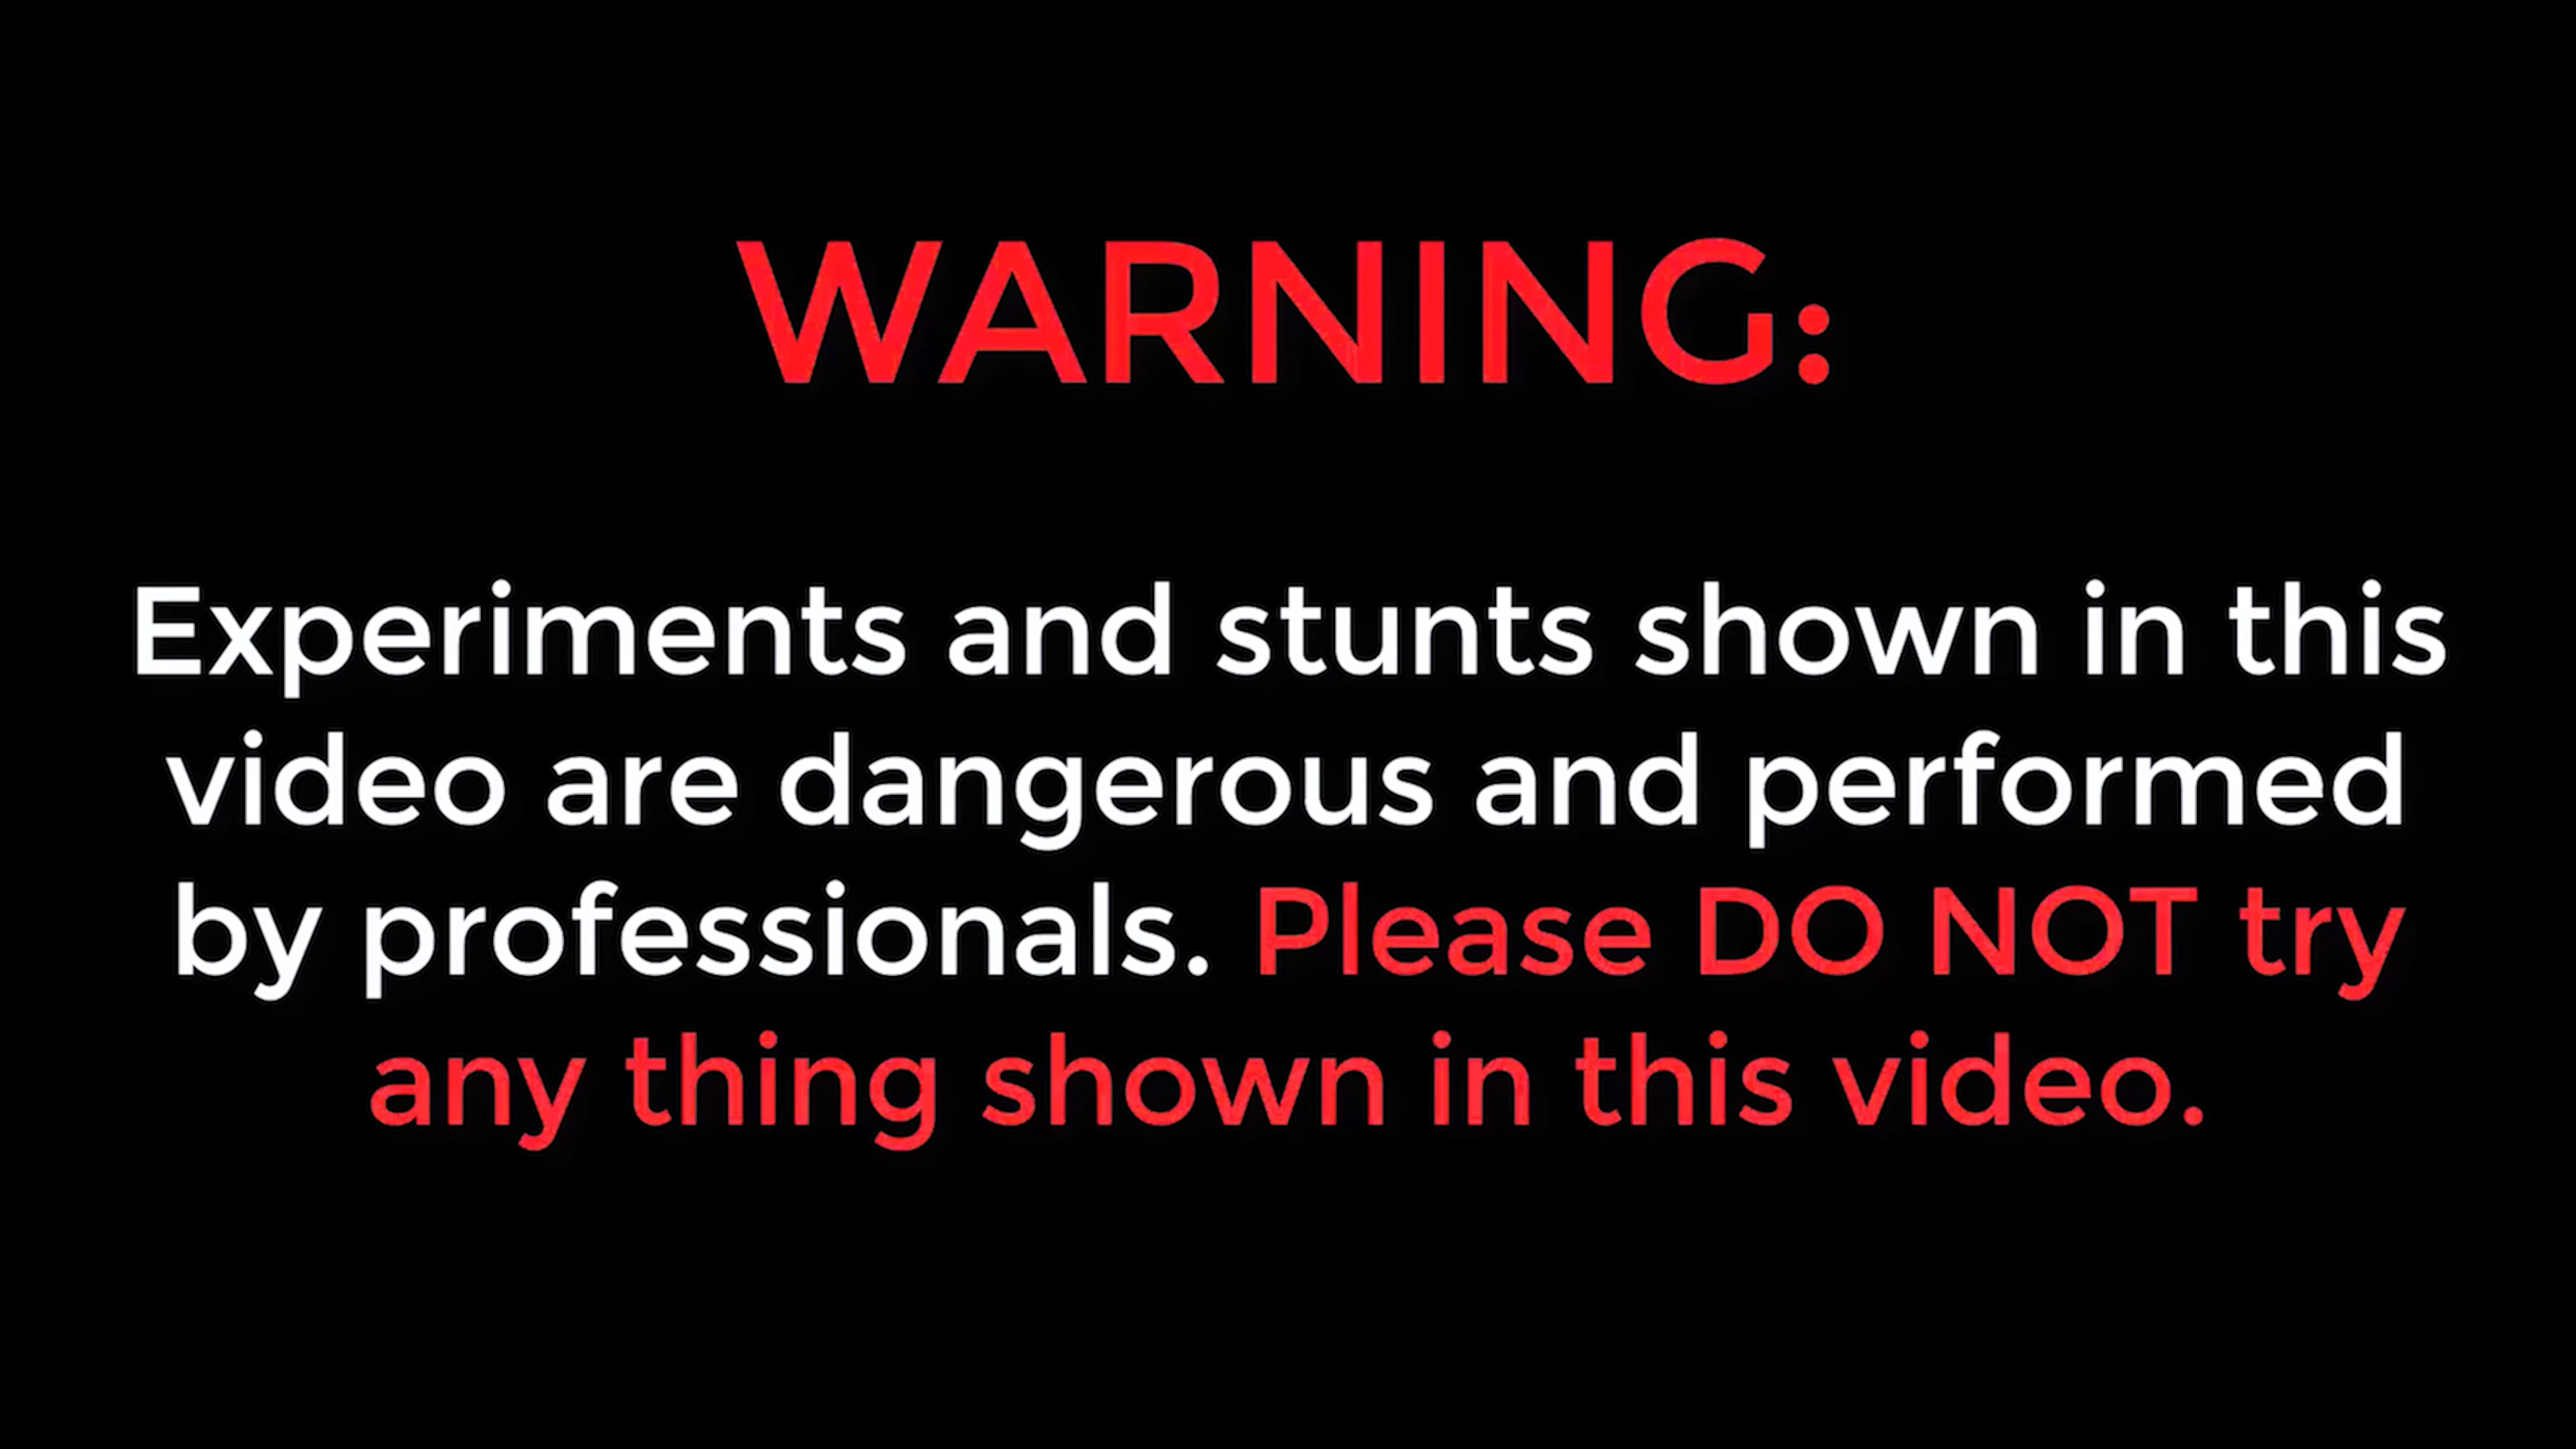 WARNING:
Experiments and stunts shown in this
video are dangerous and performed
by professionals. Please DO NOT try
any thing shown in this video.